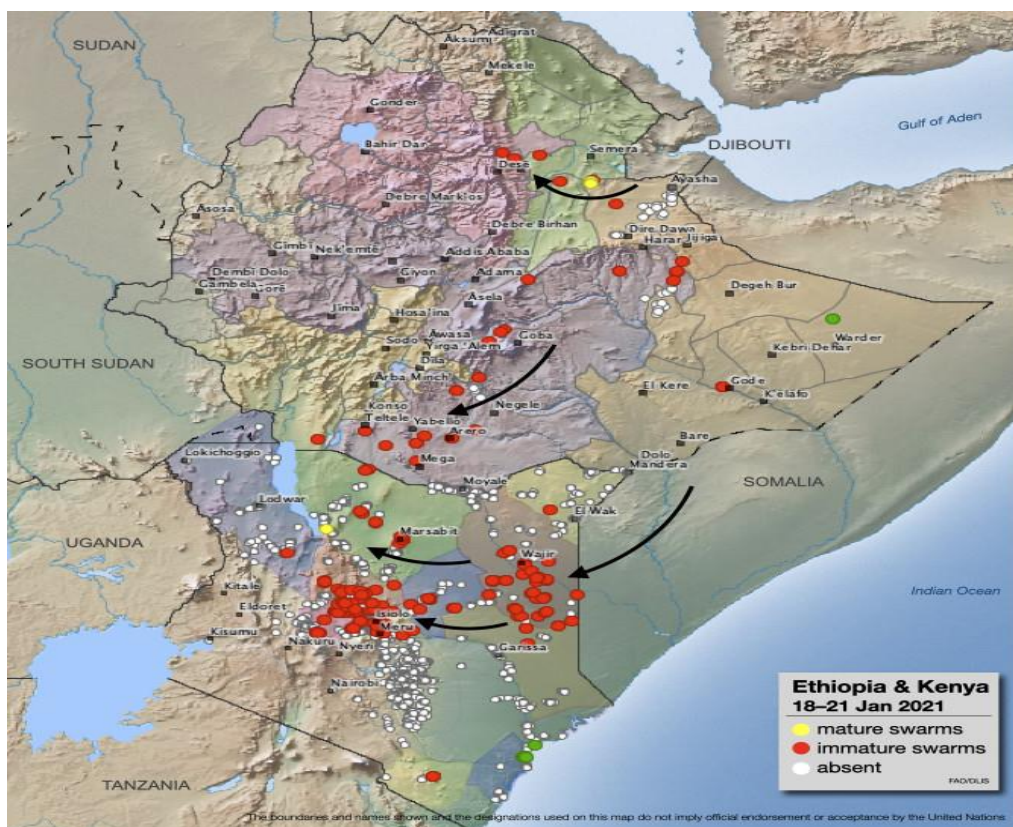 SUDAN
Adigrat
Aksum
Mekele
Gonder
Gulf of Aden
DJIBOUTI
Bahir Dar
Semera
Dese
Aysha
Debre Markos
Asosa
Debre Birhan
Dire Dawa
Harar
Jijiga
Gimbi
Nek'emte
Addis Ababa
Dembi Dolo
Giyon
Adama
Gambela
Gore
Degeh Bur
Asela
Jima
Hosaina
Awasa
Goba
Warder
Sodo
Yirga 'Alem
Kebri Dehar
SOUTH SUDAN
Dila
Arba Minch
El Kere
Gode
K'elafo
Konso
Negele
Teltele
Yabello
Arero
Bare
Lokichoggio
Mega
Dolo
Mandera
Moyale
SOMALIA
Lodwar
El Wak
UGANDA
Marsabit
Wajir
Kitale
Indian Ocean
Eldoret
Isiolo
Kisumu
Meru
Nakuru
Nyeri
Garissa
Nairobi
Ethiopia & Kenya
18–21 Jan 2021
mature swarms
immature swarms
absent
FAO/DLIS
TANZANIA
The boundaries and names shown and the designations used on this map do not imply official endorsement or acceptance by the United Nations